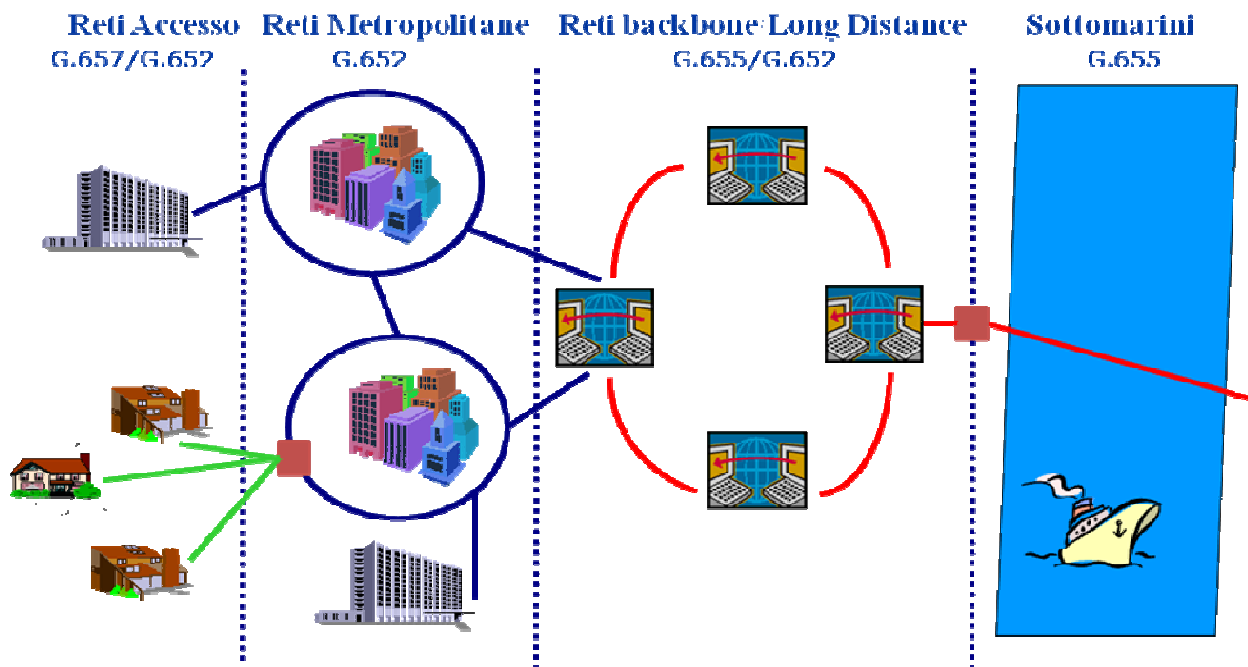 Reti Accesso
G.657/G.652
Reti Metropolitane
G.652
Reti backbone Long Distance
G.655/G.652
Sottomarini
G.655